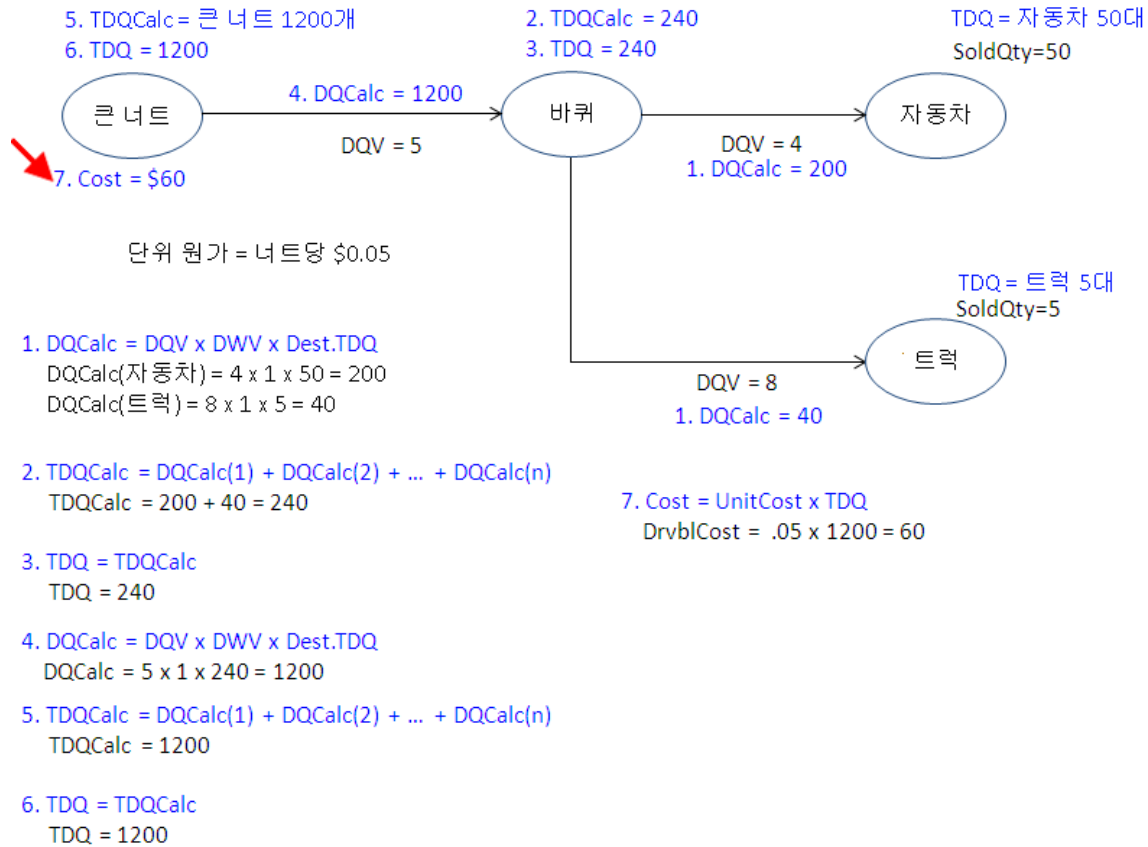 5. TDQCalc = 큰 너트 1200개
6. TDQ = 1200
2. TDQCalc = 240
3. TDQ = 240
TDQ = 자동차 50대
SoldQty=50
큰 너트
4. DQCalc = 1200
DQV = 5
바퀴
DQV = 4
1. DQCalc = 200
자동차
7. Cost = $60
단위 원가 = 너트당 $0.05
TDQ = 트럭 5대
SoldQty=5
트럭
DQV = 8
1. DQCalc = 40
1. DQCalc = DQV x DWV x Dest.TDQ
DQCalc(자동차) = 4 x 1 x 50 = 200
DQCalc(트럭) = 8 x 1 x 5 = 40
2. TDQCalc = DQCalc(1) + DQCalc(2) + ... + DQCalc(n)
TDQCalc = 200 + 40 = 240
7. Cost = UnitCost x TDQ
DrvblCost = .05 x 1200 = 60
3. TDQ = TDQCalc
TDQ = 240
4. DQCalc = DQV x DWV x Dest.TDQ
DQCalc = 5 x 1 x 240 = 1200
5. TDQCalc = DQCalc(1) + DQCalc(2) + ... + DQCalc(n)
TDQCalc = 1200
6. TDQ = TDQCalc
TDQ = 1200